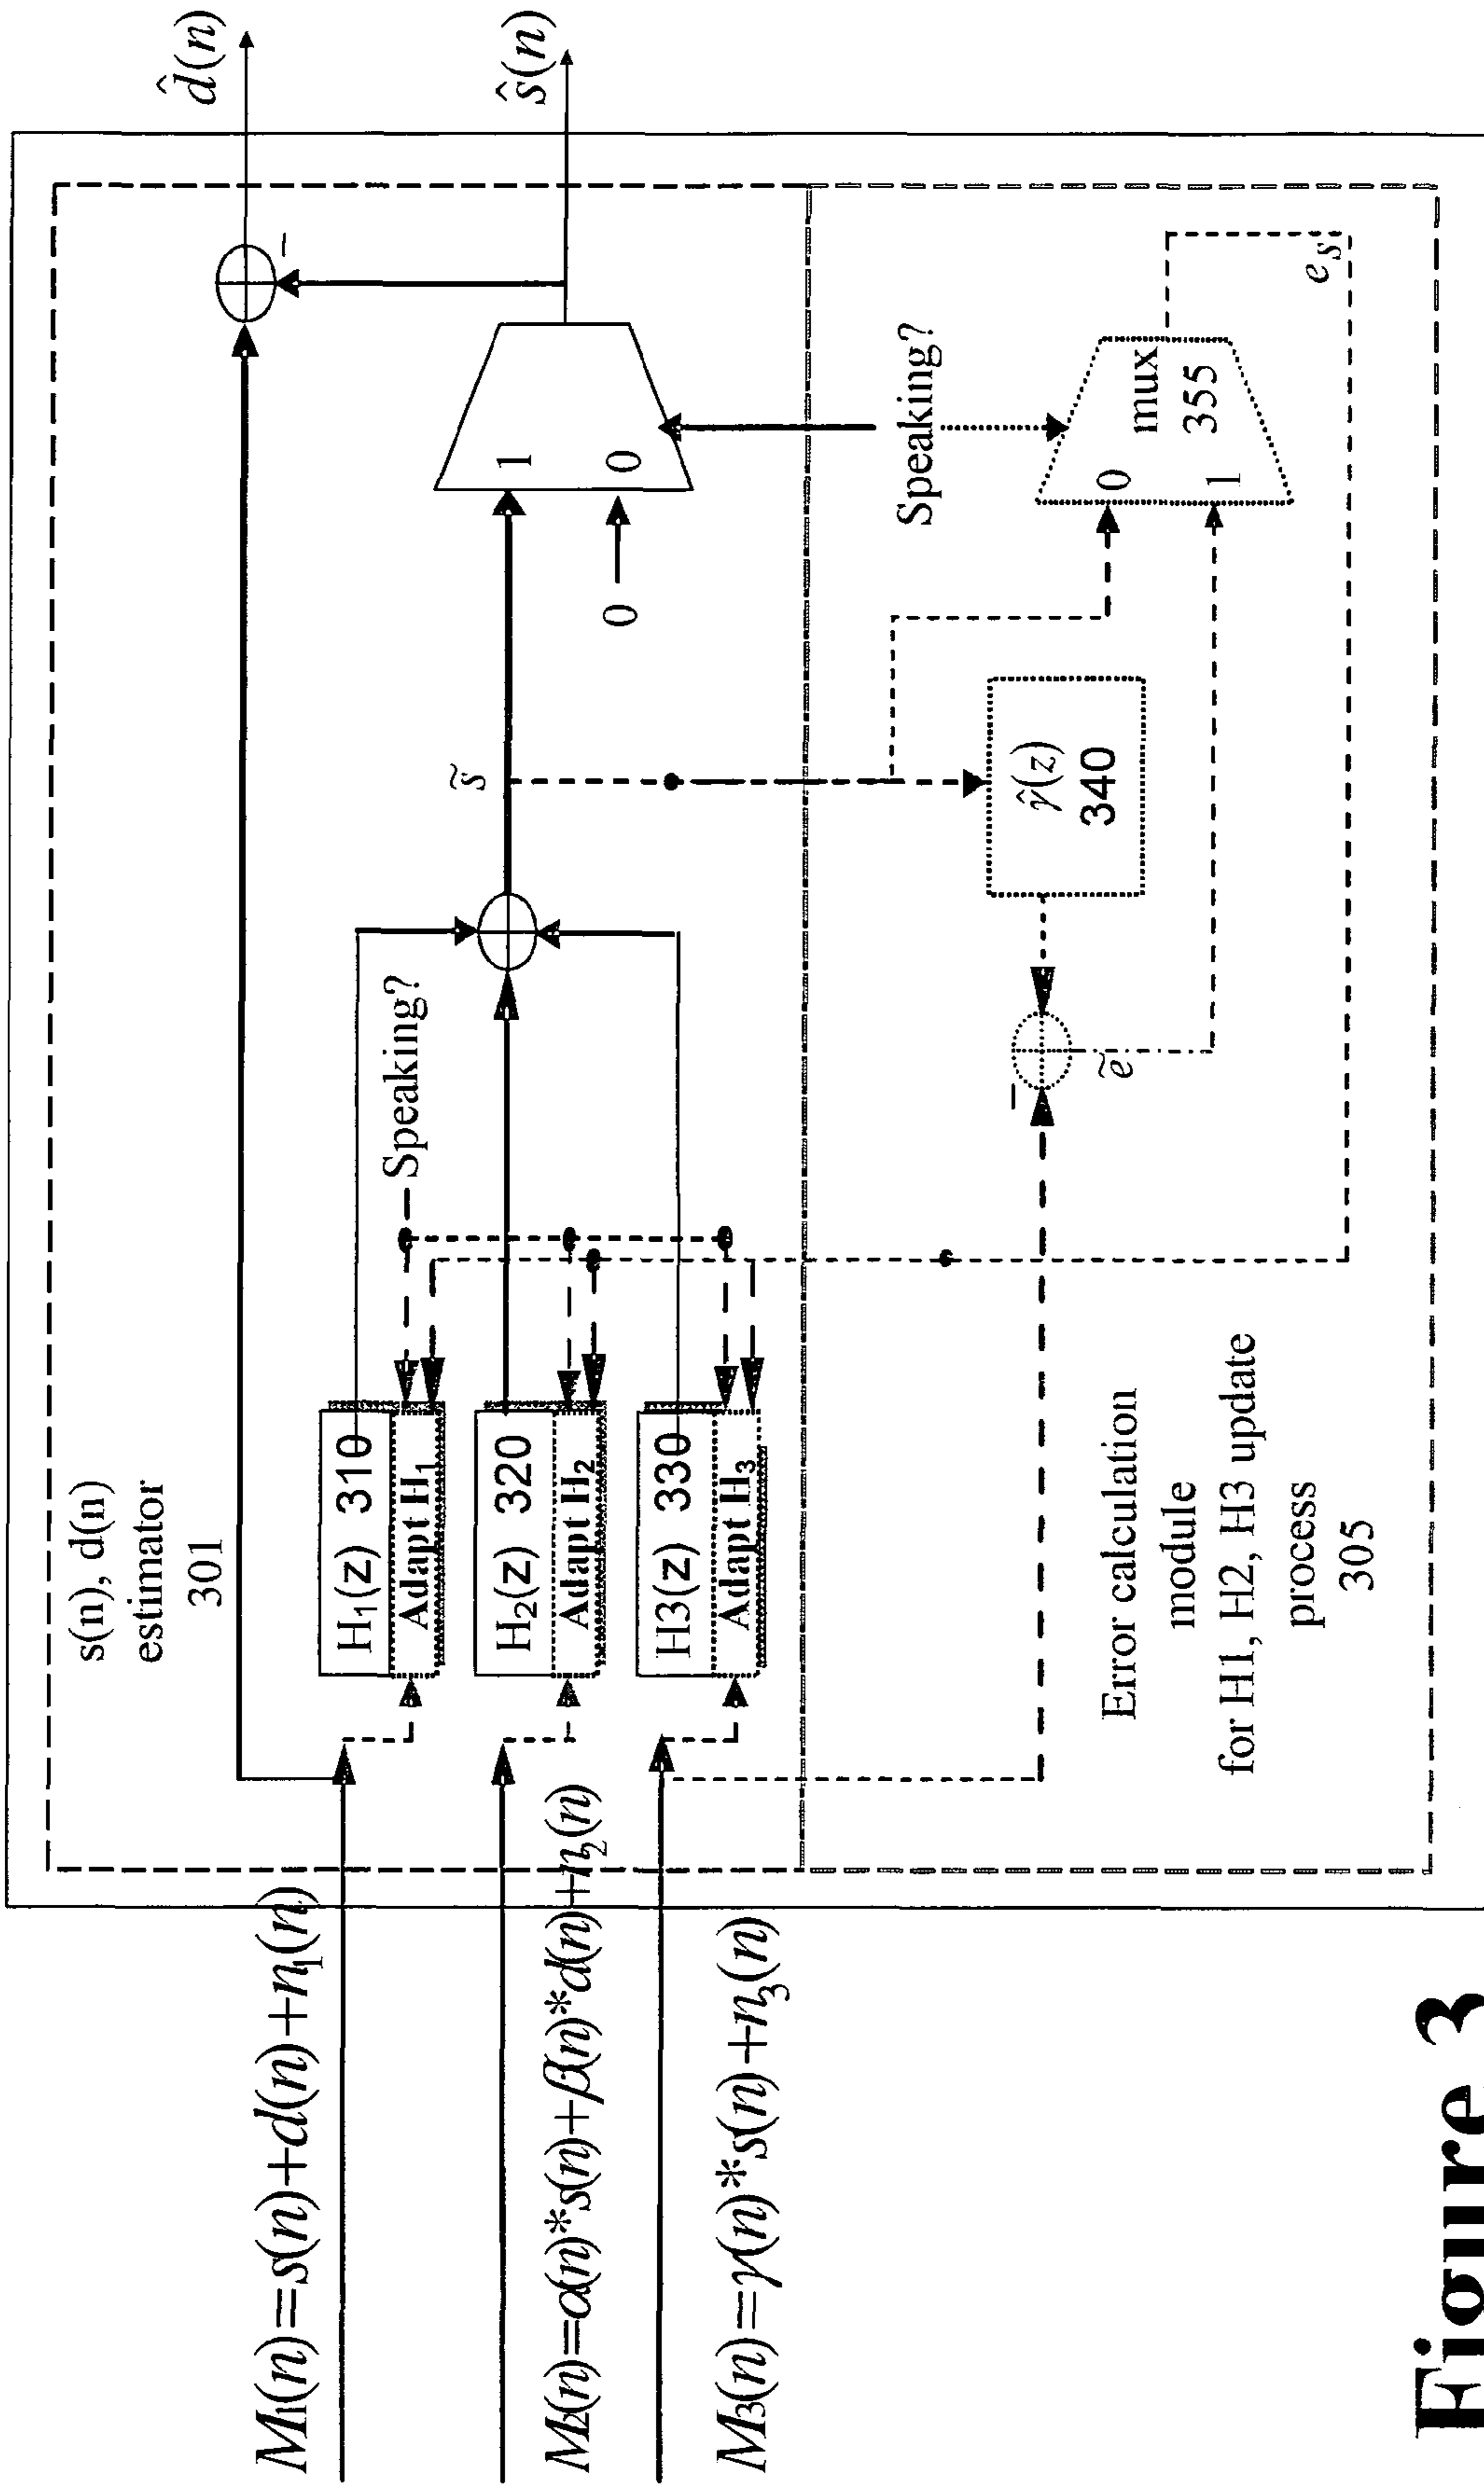 s(n), d(n)
estimator
301
M1(n)=s(n)+d(n)+n1(n)
M2(n)=α(n)*s(n)+β(n)*d(n)+n2(n)
M3(n)=γ(n)*s(n)+n3(n)
H1(z) 310
Adapt H1
H2(z) 320
Adapt H2
H3(z) 330
Adapt H3
Speaking?
s̃
1
0
0
d̂(n)
−
ŝ(n)
Error calculation
module
for H1, H2, H3 update
process
305
−
ẽ
γ̂(z)
340
Speaking?
0
1
mux
355
es
Figure 3